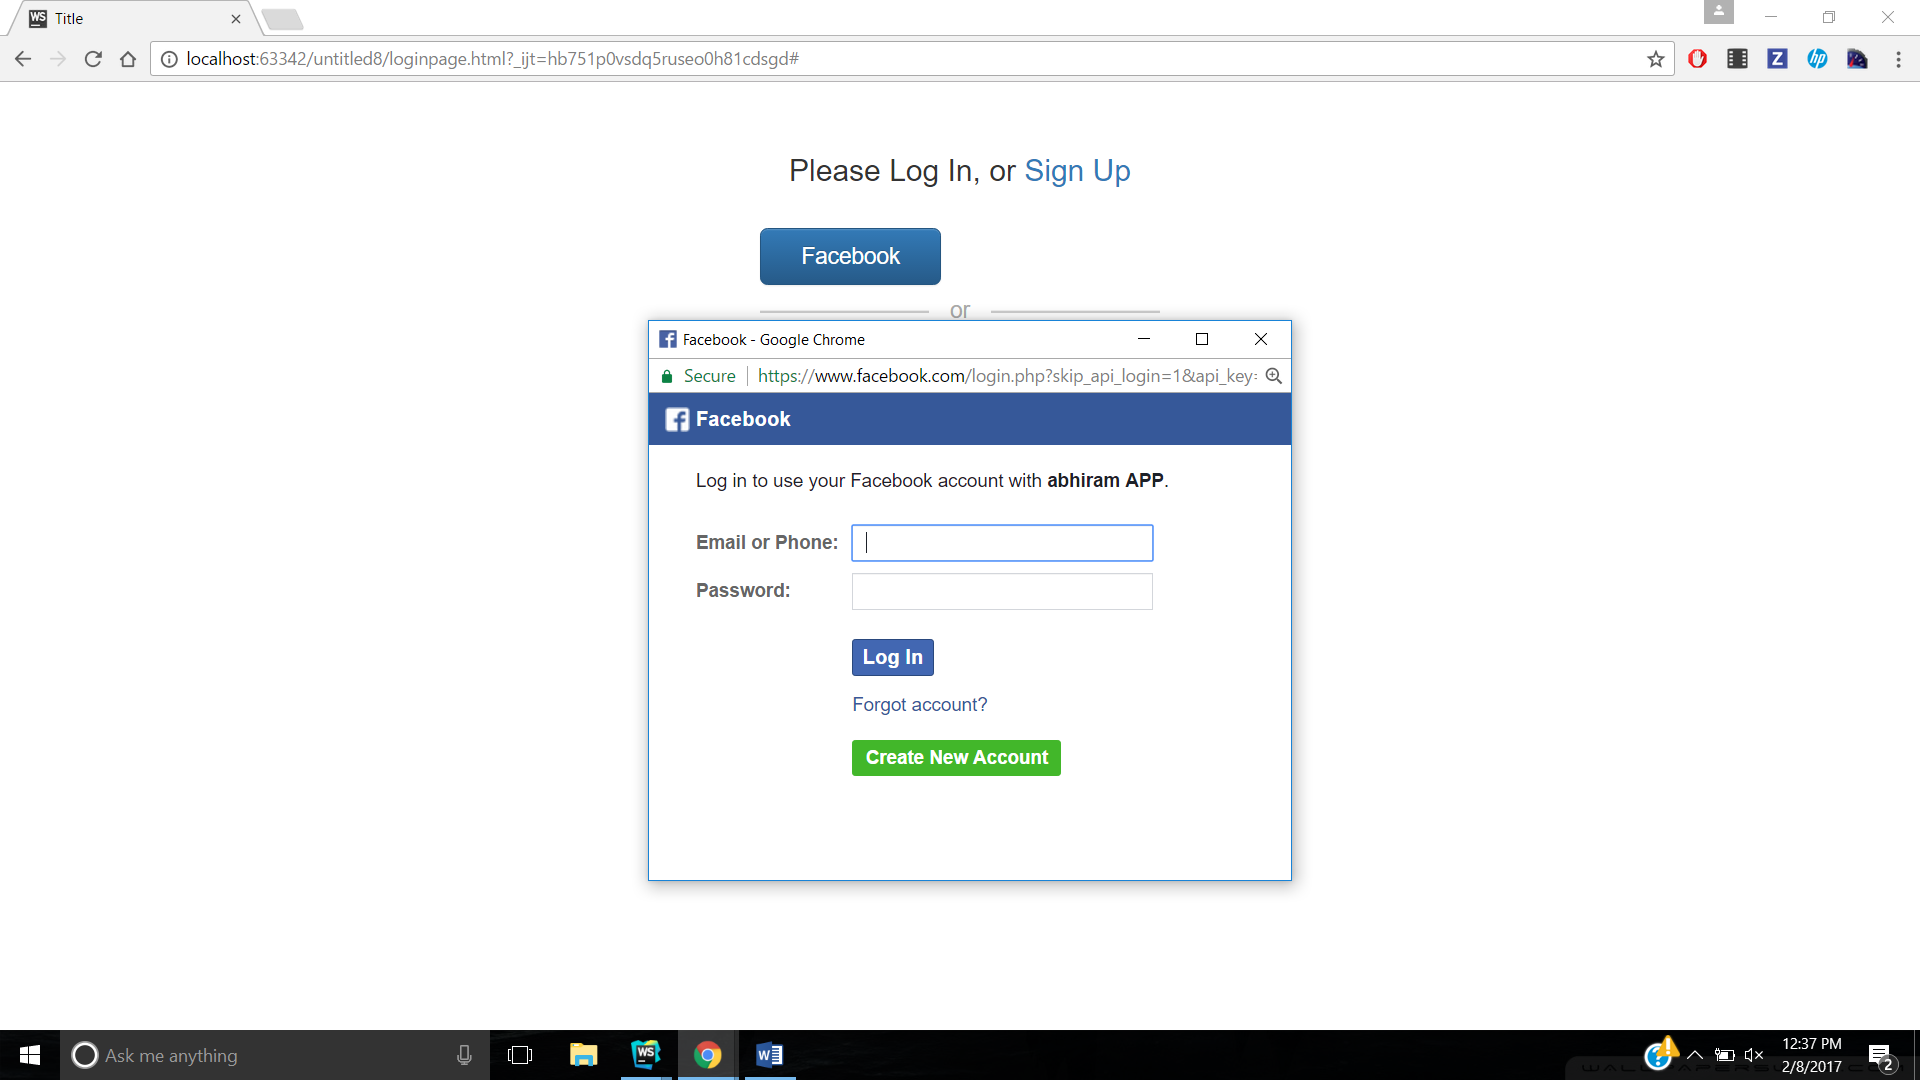 WS Title
localhost:63342/untitled8/loginpage.html?_ijt=hb751p0vsdq5ruseo0h81cdsgd#
Z
hp
Please Log In, or Sign Up
Facebook
or
Facebook - Google Chrome
Secure https://www.facebook.com/login.php?skip_api_login=1&api_key=
Facebook
Log in to use your Facebook account with abhiram APP.
Email or Phone:
Password:
Log In
Forgot account?
Create New Account
Ask me anything
WS
W
12:37 PM
2/8/2017
2